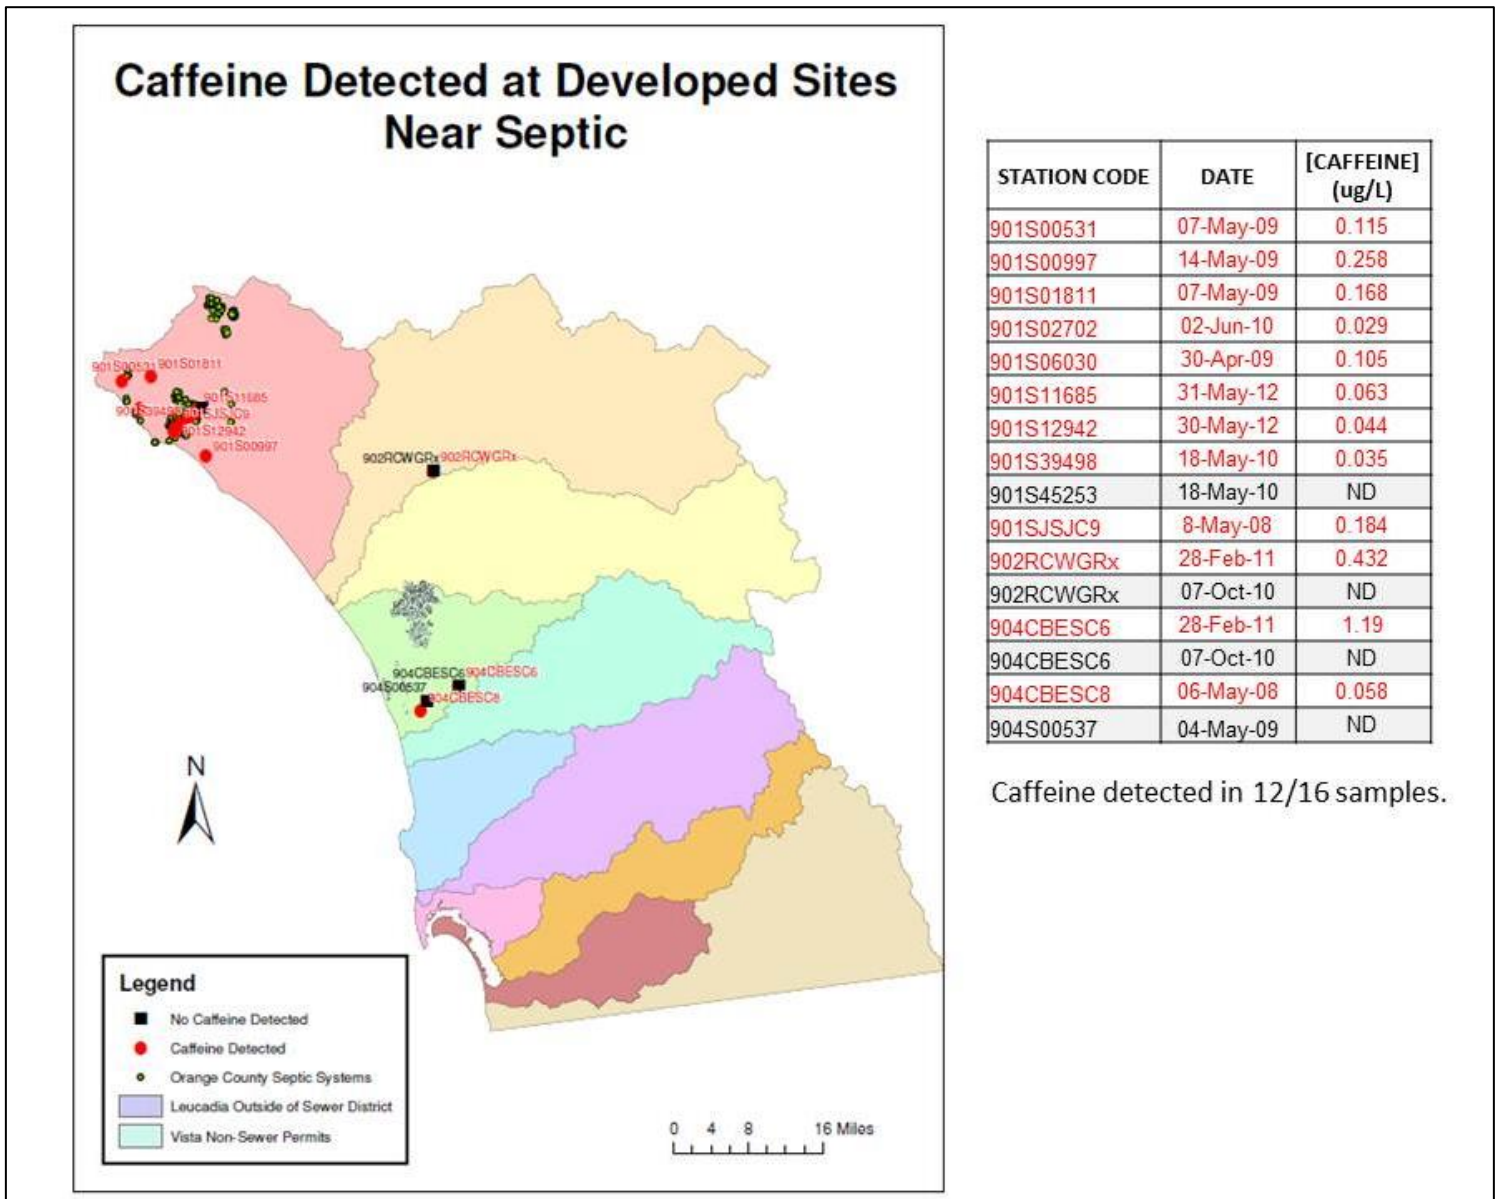 Caffeine Detected at Developed Sites
Near Septic
901S00531 901S01811
901S11685
901S39498 901SJSJC9
901S12942
901S00997
902RCWGRx 902RCWGRx
904CBESC6 904CBESC6
904S00537
904CBESC8
N
Legend
No Caffeine Detected
Caffeine Detected
Orange County Septic Systems
Leucadia Outside of Sewer District
Vista Non-Sewer Permits
0 4 8 16 Miles
STATION CODE DATE [CAFFEINE]
(ug/L)
901S00531 07-May-09 0.115
901S00997 14-May-09 0.258
901S01811 07-May-09 0.168
901S02702 02-Jun-10 0.029
901S06030 30-Apr-09 0.105
901S11685 31-May-12 0.063
901S12942 30-May-12 0.044
901S39498 18-May-10 0.035
901S45253 18-May-10 ND
901SJSJC9 8-May-08 0.184
902RCWGRx 28-Feb-11 0.432
902RCWGRx 07-Oct-10 ND
904CBESC6 28-Feb-11 1.19
904CBESC6 07-Oct-10 ND
904CBESC8 06-May-08 0.058
904S00537 04-May-09 ND
Caffeine detected in 12/16 samples.